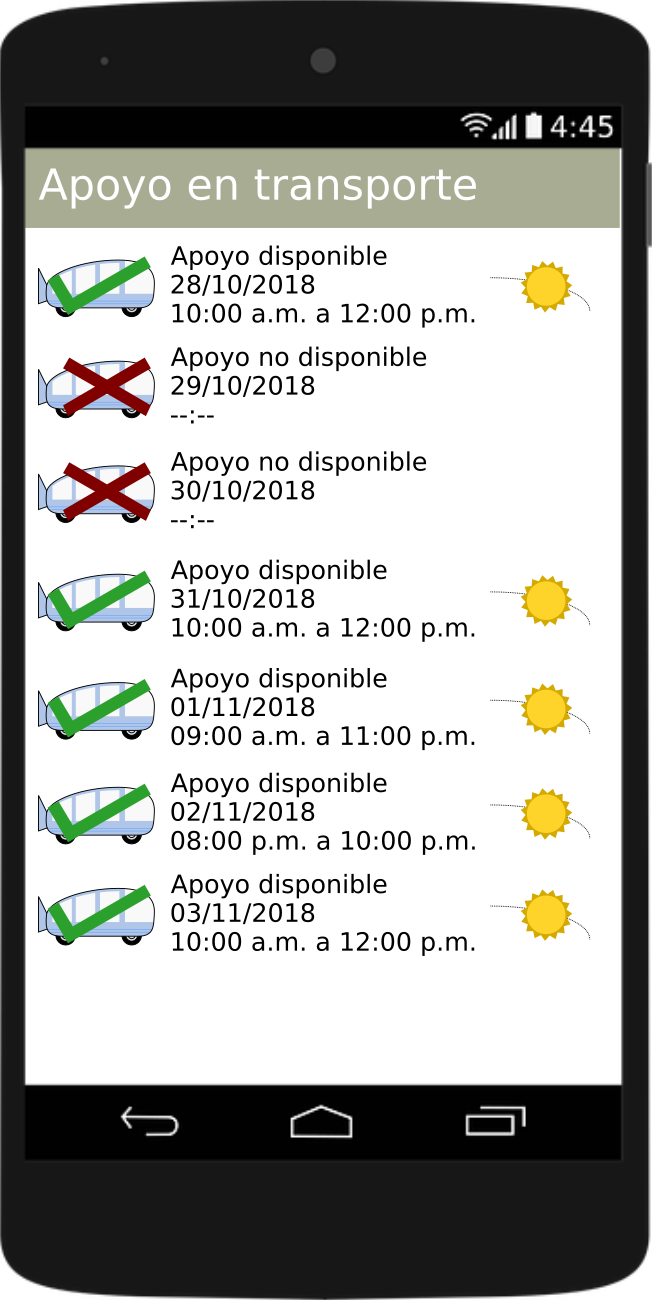 4:45
Apoyo en transporte
Apoyo disponible
28/10/2018
10:00 a.m. a 12:00 p.m.
Apoyo no disponible
29/10/2018
--:--
Apoyo no disponible
30/10/2018
--:--
Apoyo disponible
31/10/2018
10:00 a.m. a 12:00 p.m.
Apoyo disponible
01/11/2018
09:00 a.m. a 11:00 p.m.
Apoyo disponible
02/11/2018
08:00 p.m. a 10:00 p.m.
Apoyo disponible
03/11/2018
10:00 a.m. a 12:00 p.m.